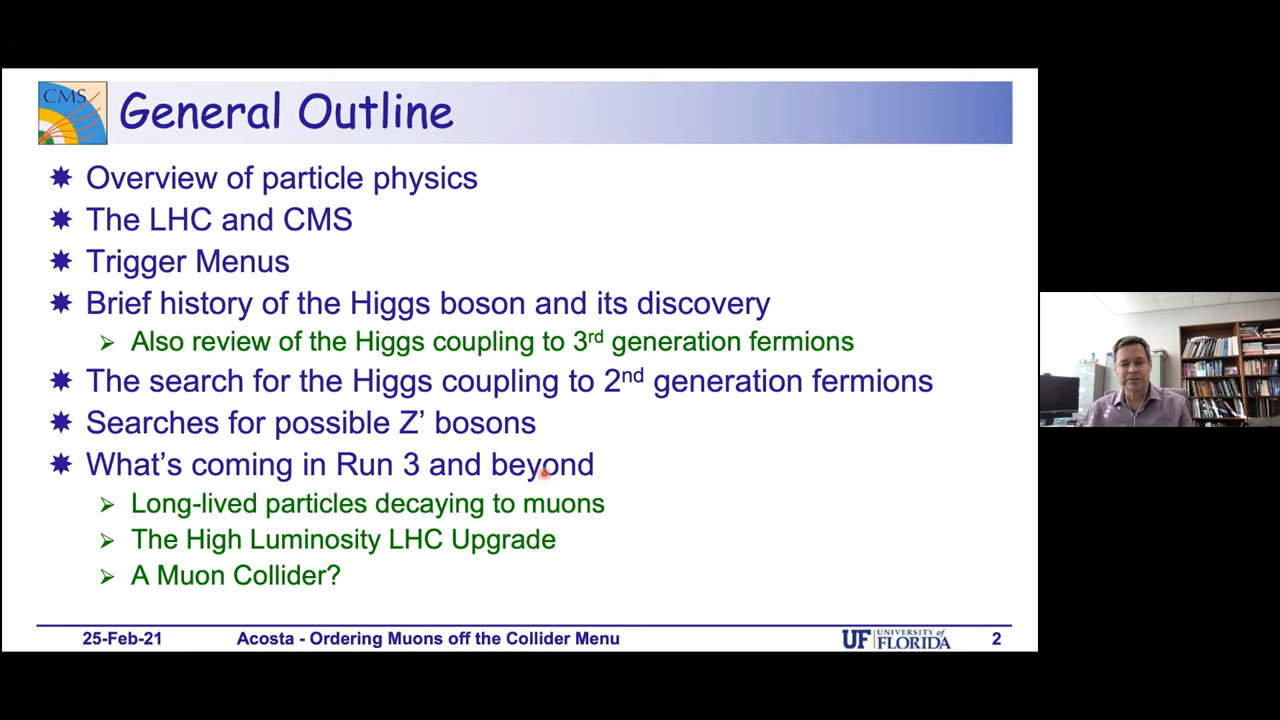 CMS
General Outline
Overview of particle physics
The LHC and CMS
Trigger Menus
Brief history of the Higgs boson and its discovery
Also review of the Higgs coupling to 3rd generation fermions
The search for the Higgs coupling to 2nd generation fermions
Searches for possible Z’ bosons
What’s coming in Run 3 and beyond
Long-lived particles decaying to muons
The High Luminosity LHC Upgrade
A Muon Collider?
25-Feb-21
Acosta - Ordering Muons off the Collider Menu
UF UNIVERSITY of FLORIDA
2